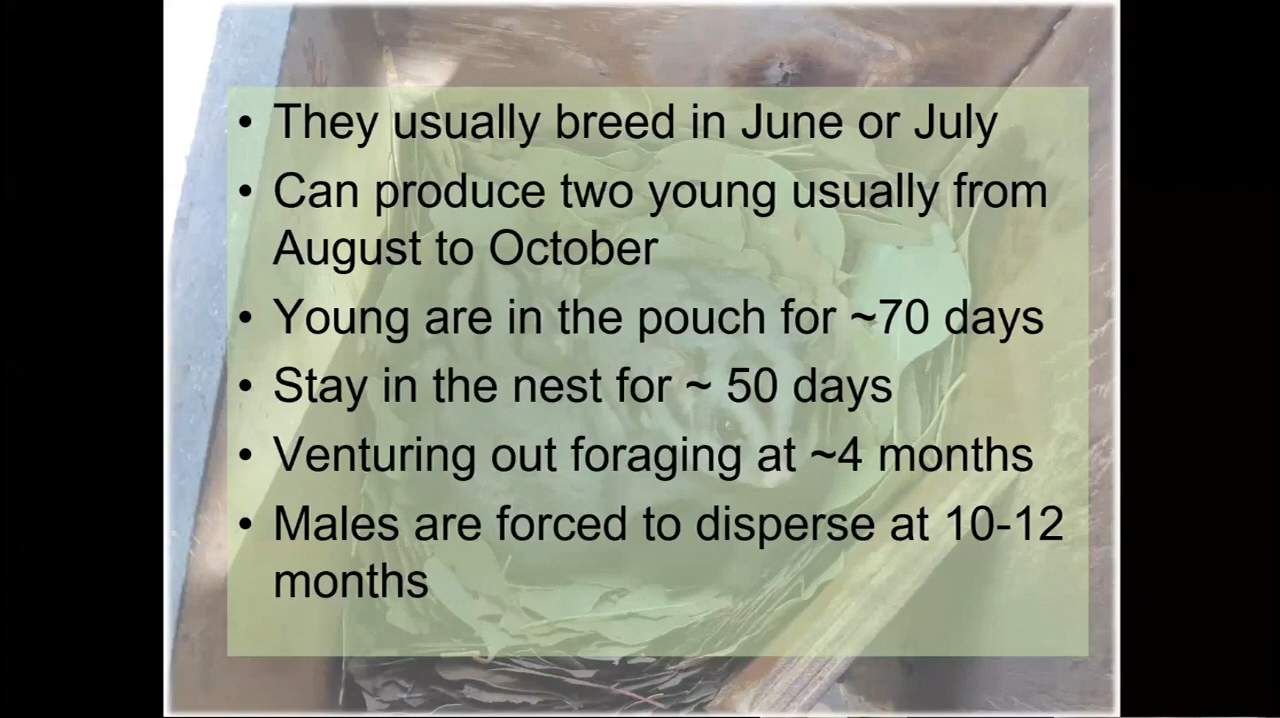 • They usually breed in June or July
• Can produce two young usually from
August to October
• Young are in the pouch for ~70 days
• Stay in the nest for ~ 50 days
• Venturing out foraging at ~4 months
• Males are forced to disperse at 10-12
months